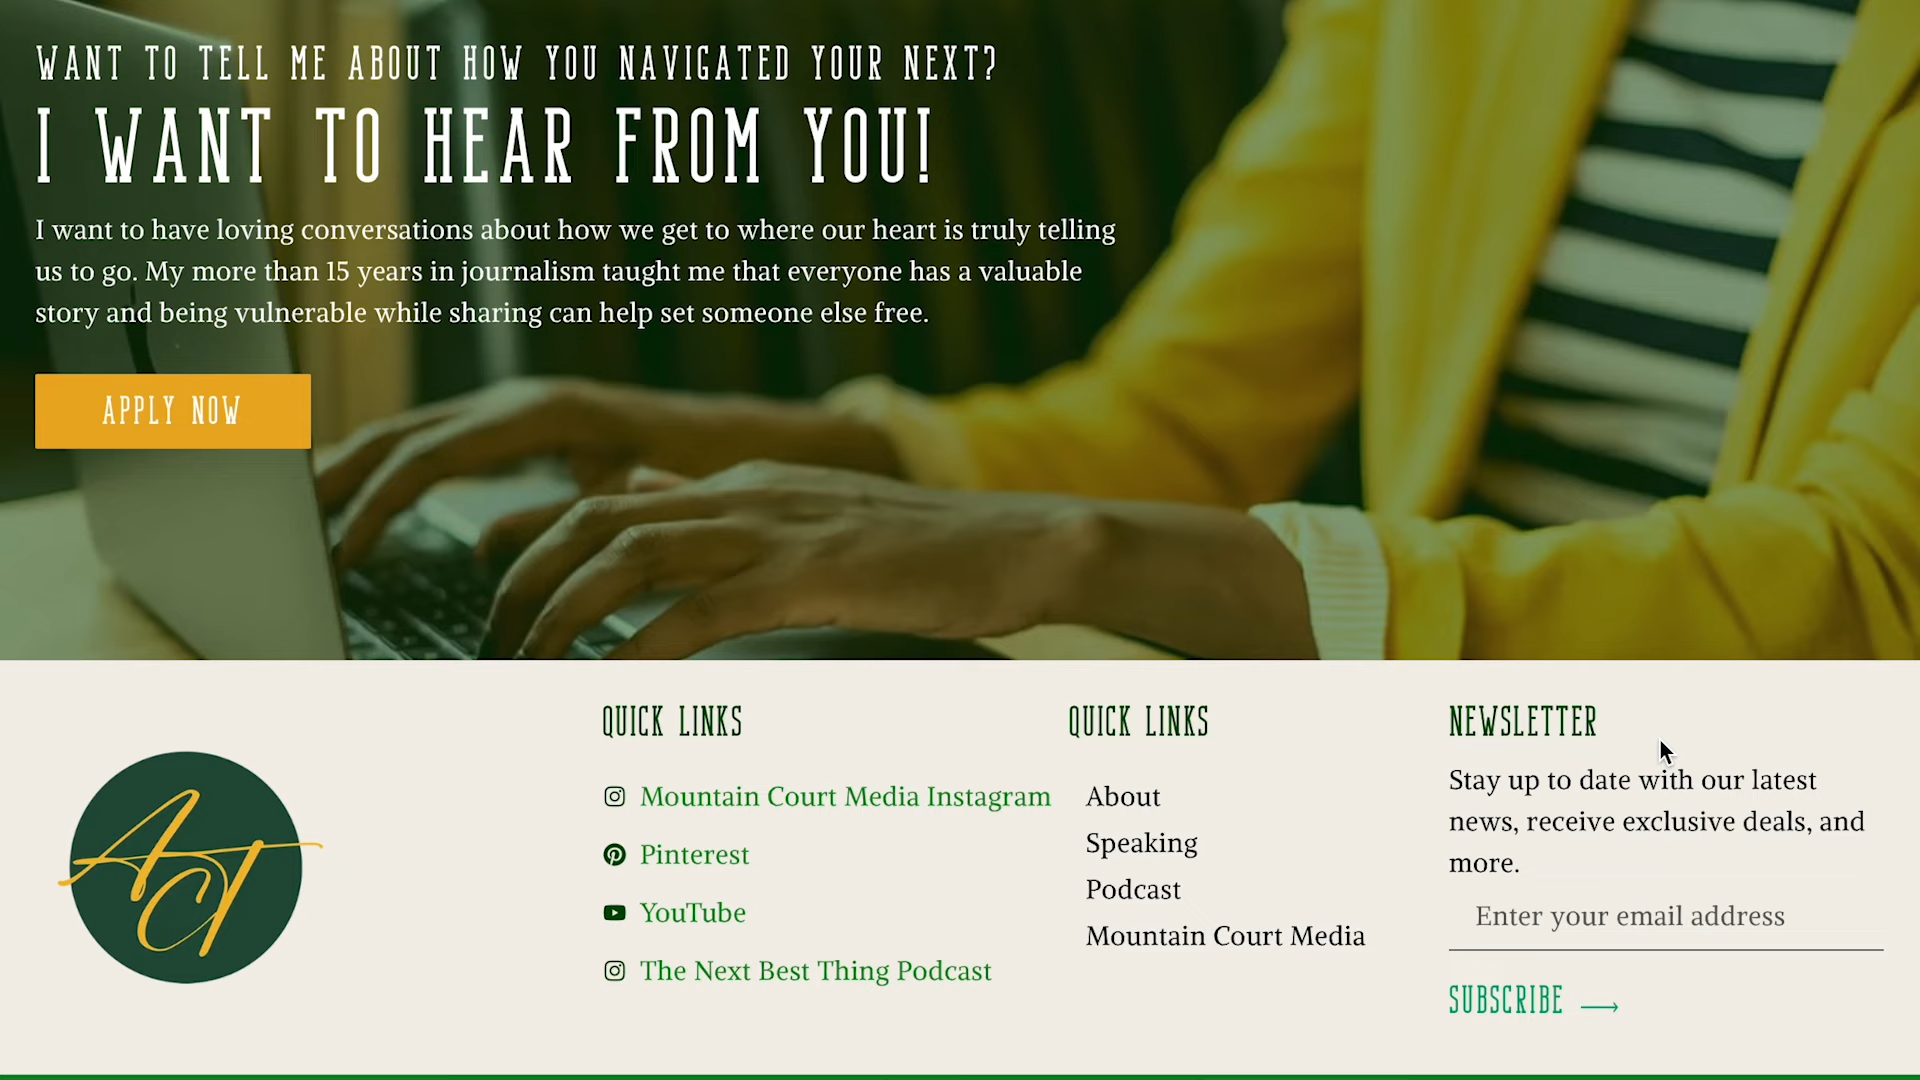 WANT TO TELL ME ABOUT HOW YOU NAVIGATED YOUR NEXT?
I WANT TO HEAR FROM YOU!
I want to have loving conversations about how we get to where our heart is truly telling
us to go. My more than 15 years in journalism taught me that everyone has a valuable
story and being vulnerable while sharing can help set someone else free.
APPLY NOW
ACT
QUICK LINKS
Mountain Court Media Instagram
Pinterest
YouTube
The Next Best Thing Podcast
QUICK LINKS
About
Speaking
Podcast
Mountain Court Media
NEWSLETTER
Stay up to date with our latest
news, receive exclusive deals, and
more.
Enter your email address
SUBSCRIBE